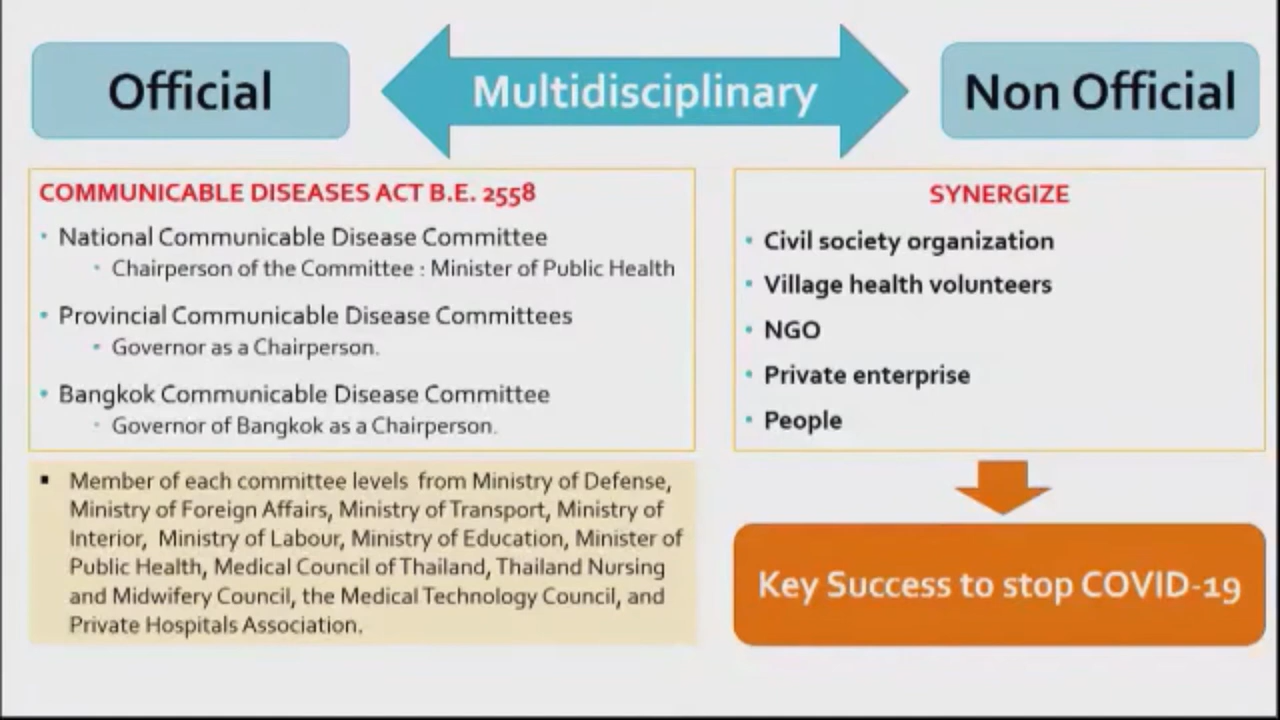 Official
Multidisciplinary
Non Official
COMMUNICABLE DISEASES ACT B.E. 2558
• National Communicable Disease Committee
• Chairperson of the Committee : Minister of Public Health
• Provincial Communicable Disease Committees
• Governor as a Chairperson.
• Bangkok Communicable Disease Committee
• Governor of Bangkok as a Chairperson.
▪ Member of each committee levels from Ministry of Defense,
Ministry of Foreign Affairs, Ministry of Transport, Ministry of
Interior, Ministry of Labour, Ministry of Education, Minister of
Public Health, Medical Council of Thailand, Thailand Nursing
and Midwifery Council, the Medical Technology Council, and
Private Hospitals Association.
SYNERGIZE
• Civil society organization
• Village health volunteers
• NGO
• Private enterprise
• People
Key Success to stop COVID-19